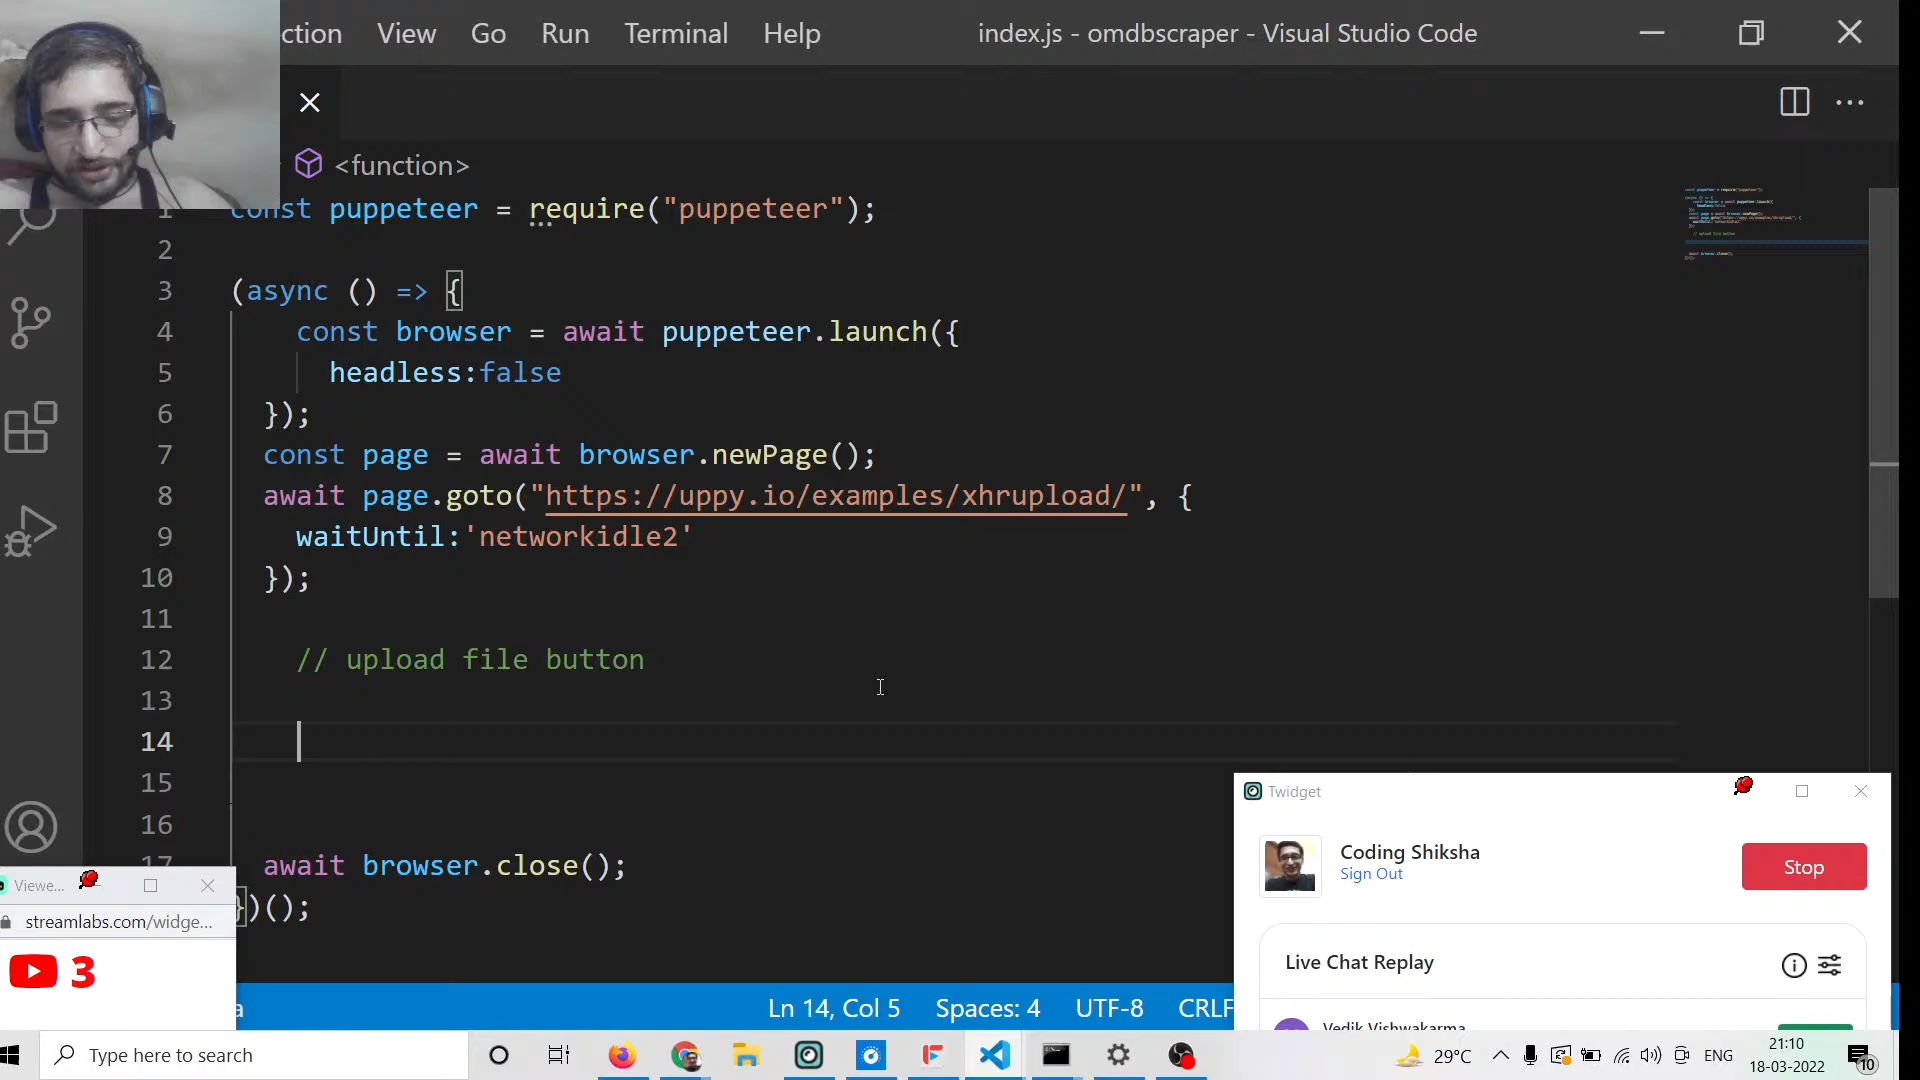 ction View Go Run Terminal Help index.js - omdbscraper - Visual Studio Code
<function>
1 const puppeteer = require("puppeteer");
2
3 (async () => {
4 const browser = await puppeteer.launch({
5 headless:false
6 });
7 const page = await browser.newPage();
8 await page.goto("https://uppy.io/examples/xhrupload/", {
9 waitUntil:'networkidle2'
10 });
11
12 // upload file button
13
14
15
16
17 await browser.close();
})();
Twidget
Coding Shiksha
Sign Out
Stop
Live Chat Replay
Vedik Vishwakarma
Viewe...
streamlabs.com/widge...
3
a Ln 14, Col 5 Spaces: 4 UTF-8 CRLF
Type here to search
29°C ENG
21:10
18-03-2022
10